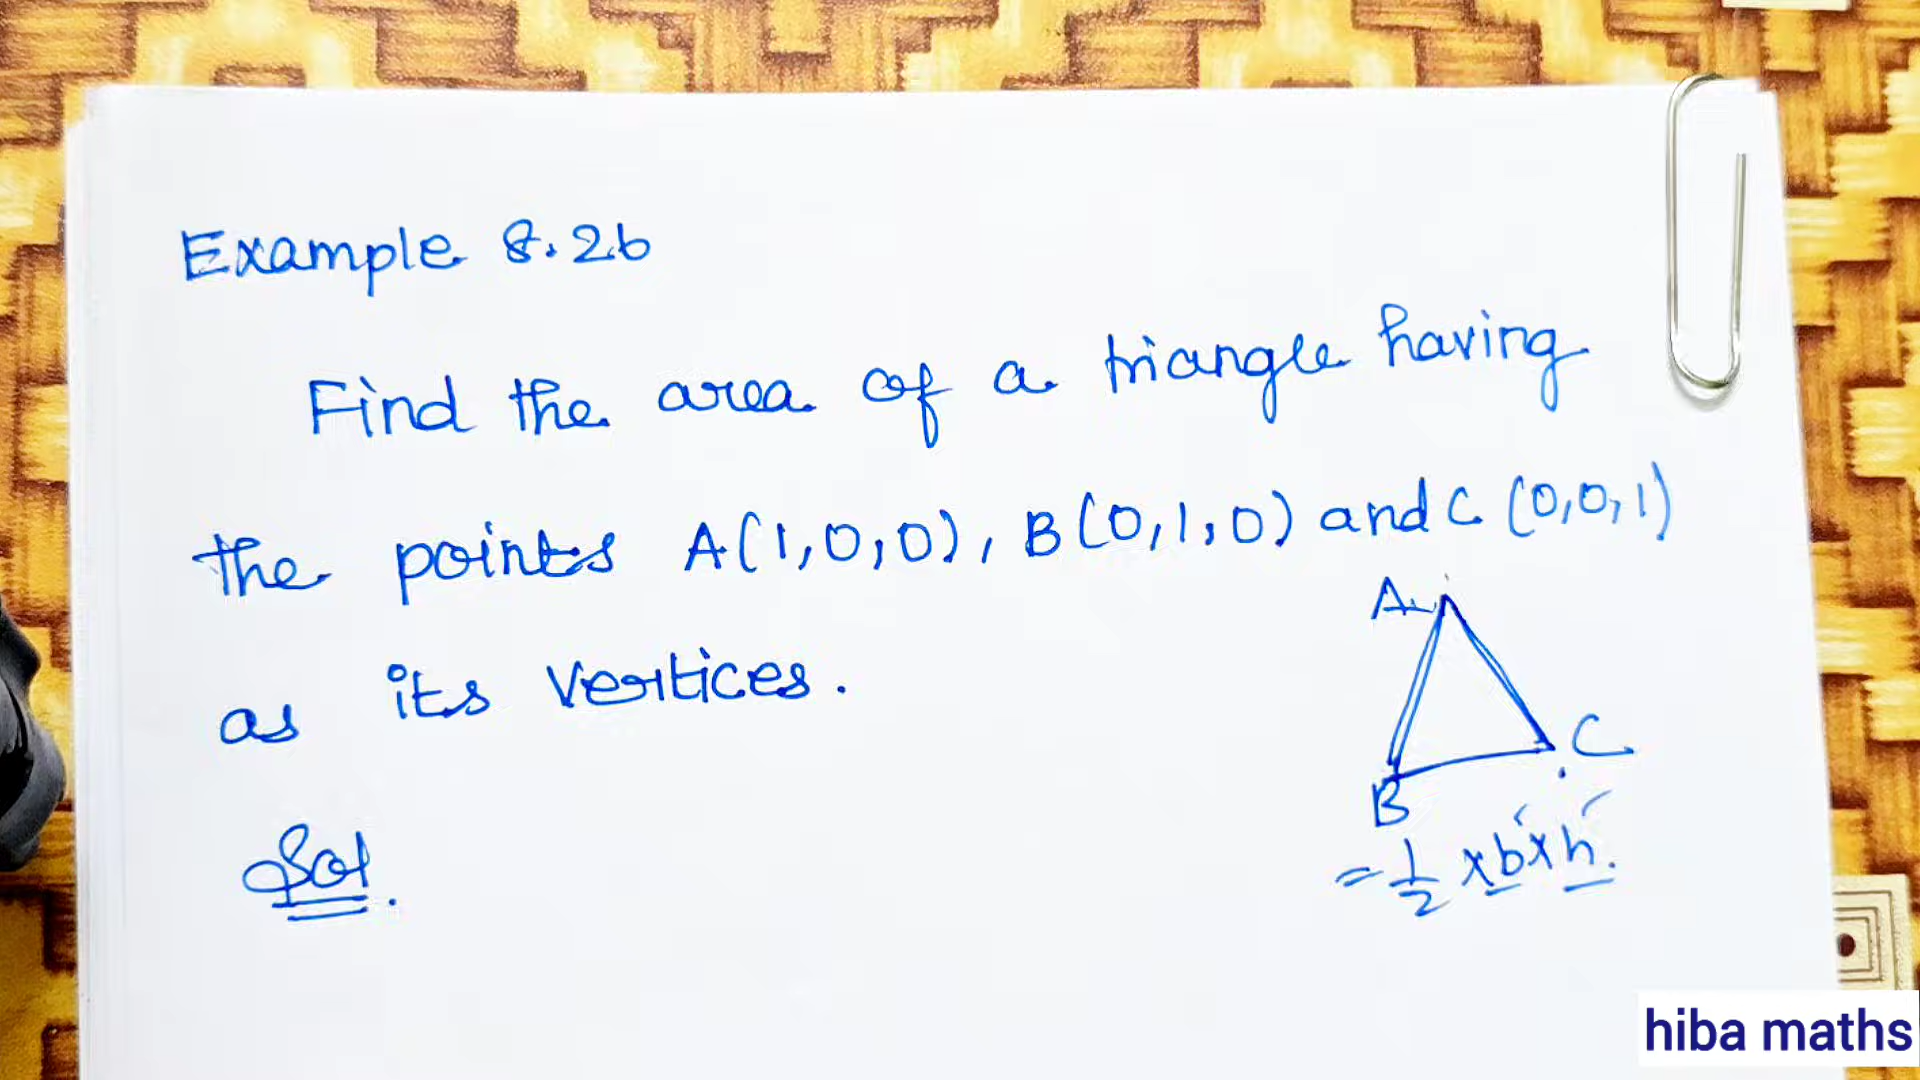 Example 8.26
Find the area of a triangle having
the points A(1,0,0), B(0,1,0) and C (0,0,1)
as its vertices.
A
C
B
= 1/2 × b × h.
Sol.
hiba maths